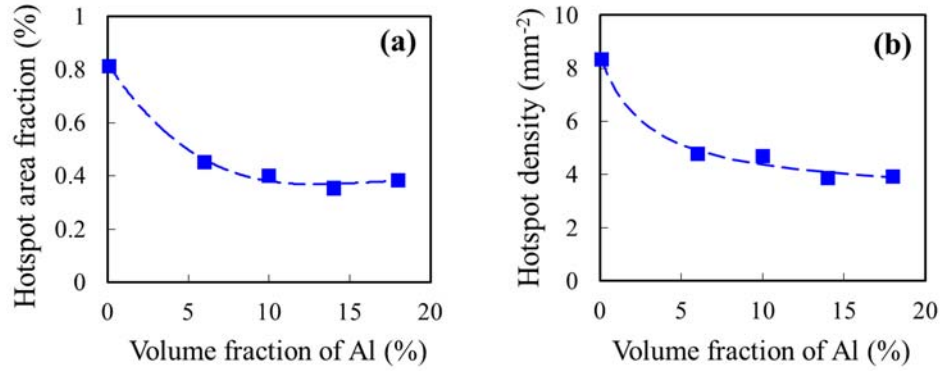 (a)
Hotspot area fraction (%)
1
0.8
0.6
0.4
0.2
0
0 5 10 15 20
Volume fraction of Al (%)
(b)
Hotspot density (mm⁻²)
10
8
6
4
2
0
0 5 10 15 20
Volume fraction of Al (%)